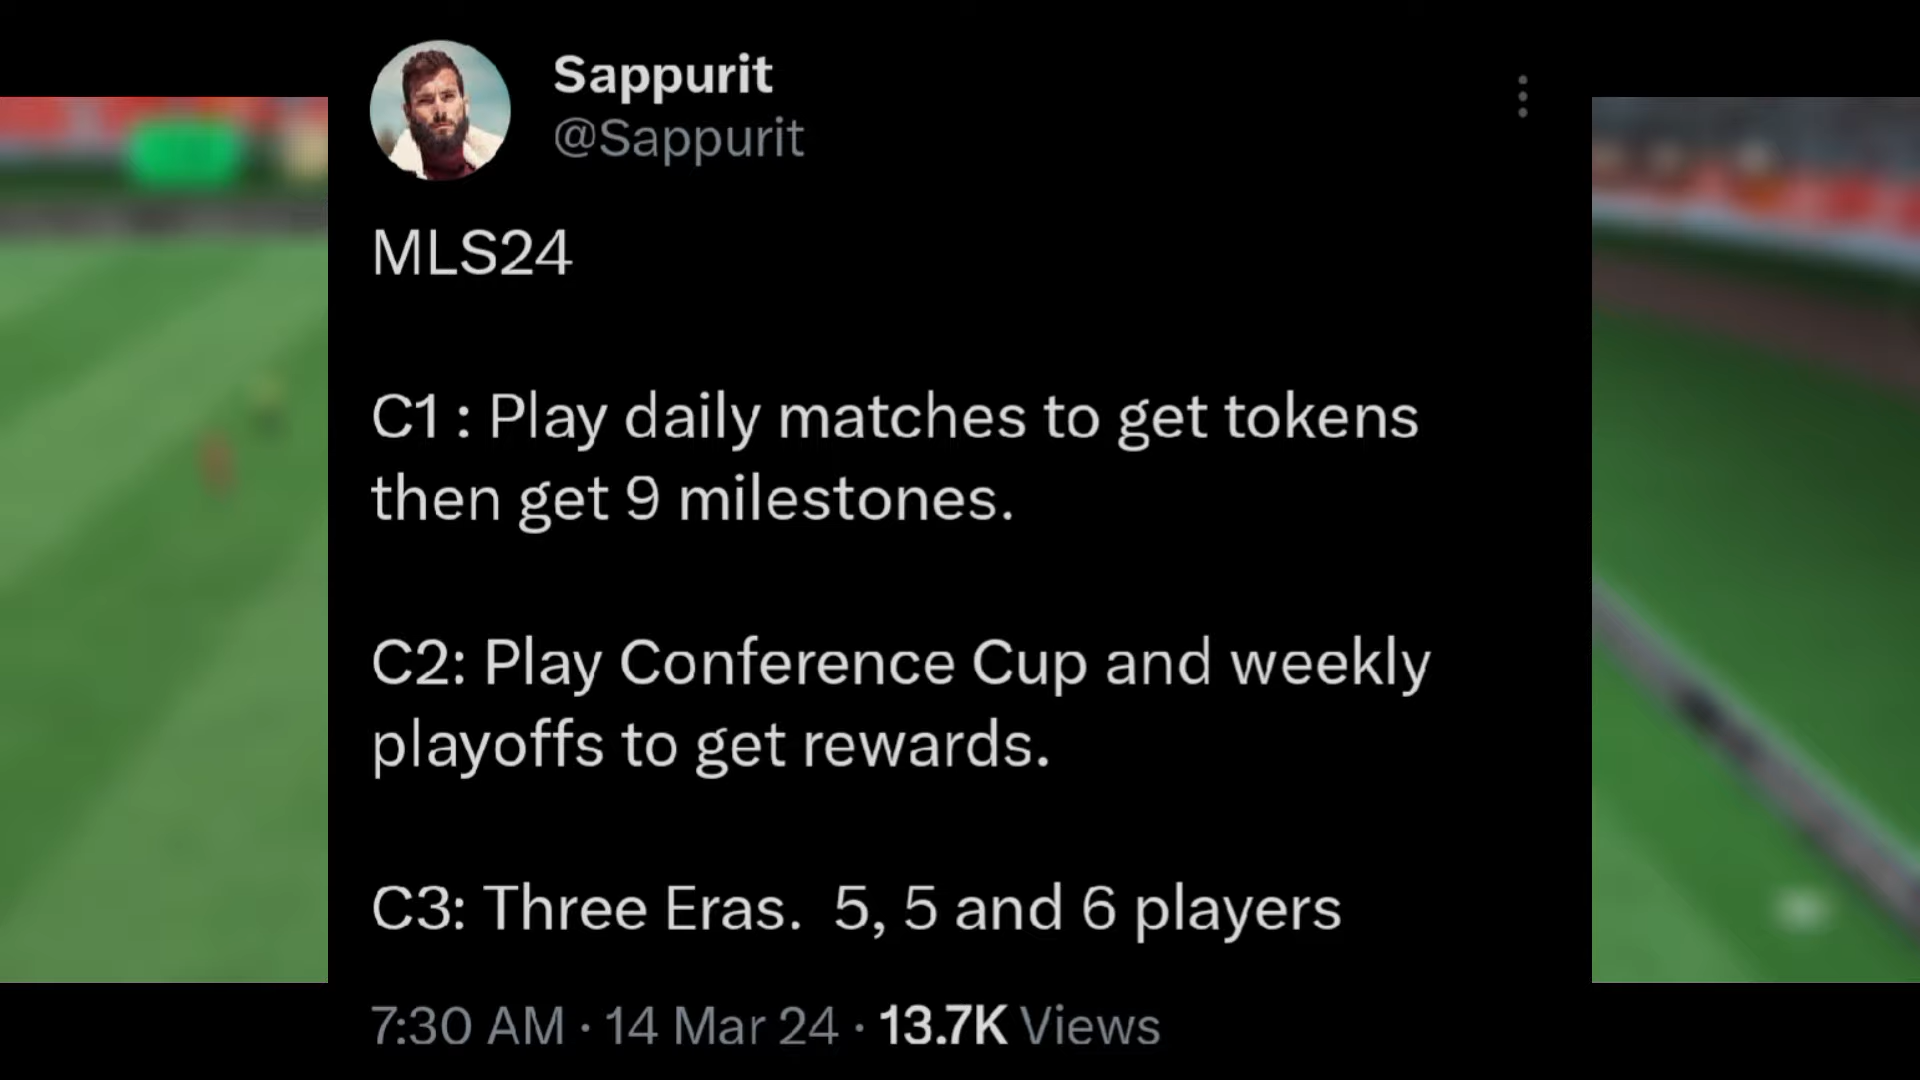 Sappurit
@Sappurit
MLS24
C1 : Play daily matches to get tokens
then get 9 milestones.
C2: Play Conference Cup and weekly
playoffs to get rewards.
C3: Three Eras.  5, 5 and 6 players
7:30 AM · 14 Mar 24 · 13.7K Views